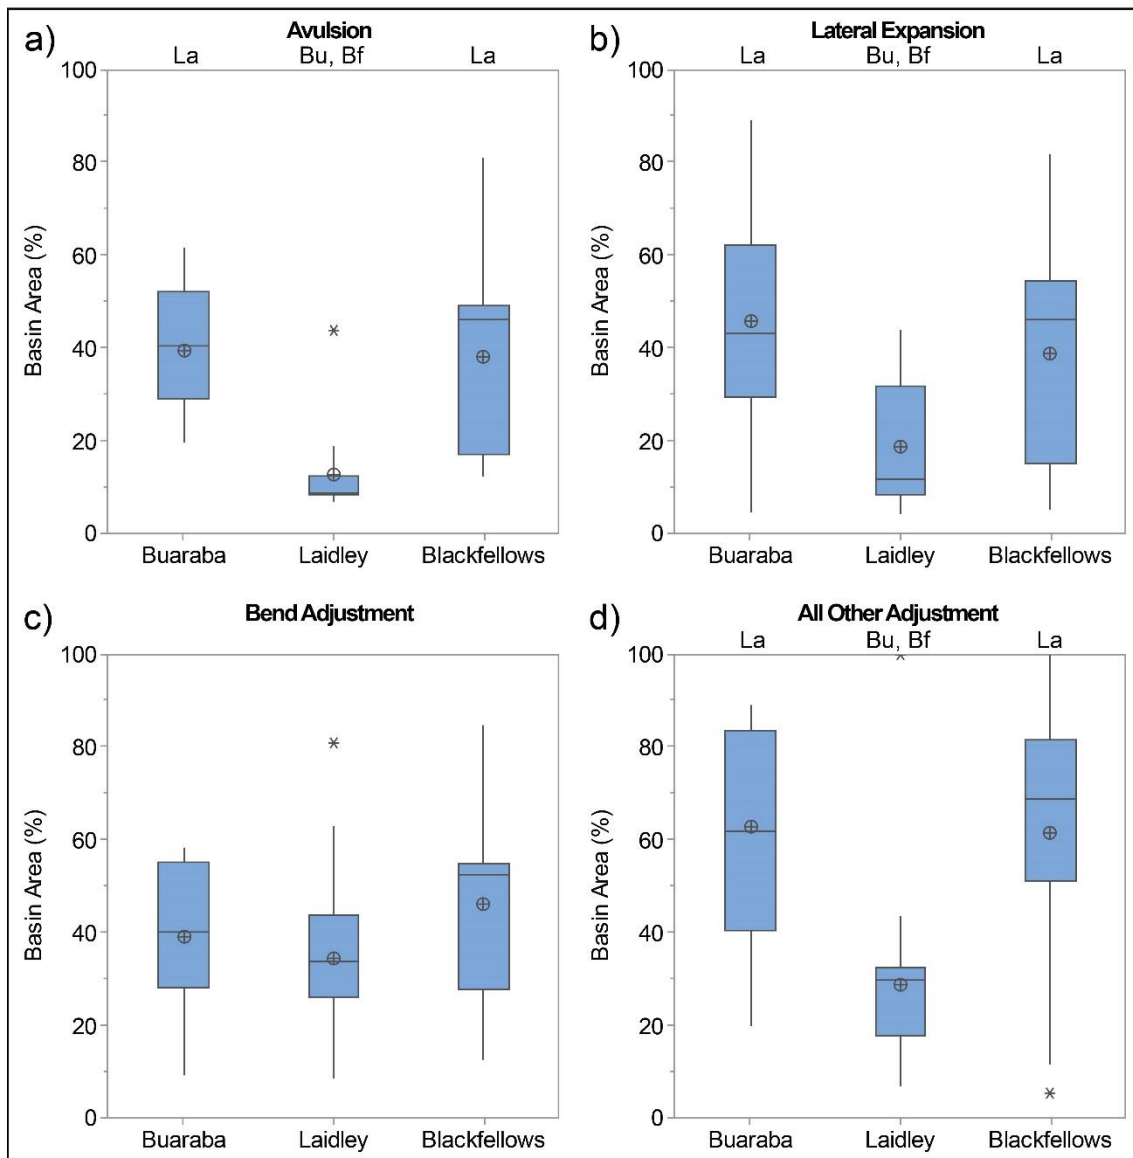 a)
Avulsion
La Bu, Bf La
100
80
60
40
20
0
Basin Area (%)
Buaraba Laidley Blackfellows
b)
Lateral Expansion
La Bu, Bf La
100
80
60
40
20
0
Basin Area (%)
Buaraba Laidley Blackfellows
c)
Bend Adjustment
100
80
60
40
20
0
Basin Area (%)
Buaraba Laidley Blackfellows
d)
All Other Adjustment
La Bu, Bf La
100
80
60
40
20
0
Basin Area (%)
Buaraba Laidley Blackfellows